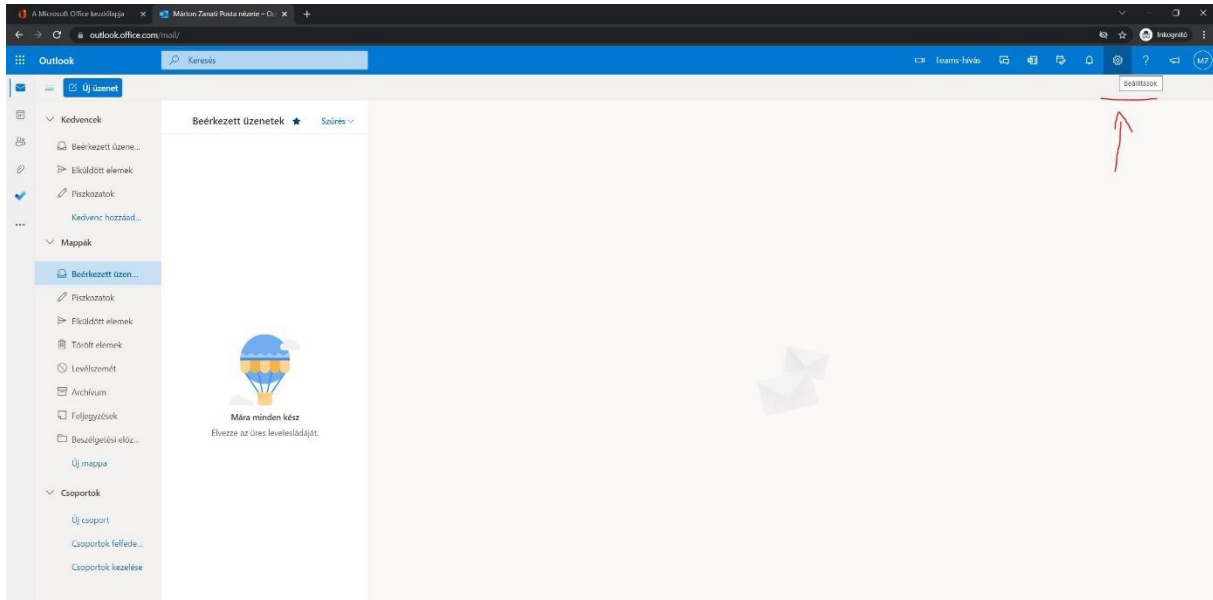 A Microsoft Office kezdőlapja
Márton Zanati Posta nézete – Ou
outlook.office.com/mail/
Inkognitó
Outlook
Keresés
Teams-hívás
MZ
Beállítások
Új üzenet
Kedvencek
Beérkezett üzene...
Elküldött elemek
Piszkozatok
Kedvenc hozzáad...
Mappák
Beérkezett üzen...
Piszkozatok
Elküldött elemek
Törölt elemek
Levélszemét
Archívum
Feljegyzések
Beszélgetési előz...
Új mappa
Csoportok
Új csoport
Csoportok felfede...
Csoportok kezelése
Beérkezett üzenetek ★ Szűrés
Mára minden kész
Élvezze az üres levelesládáját.